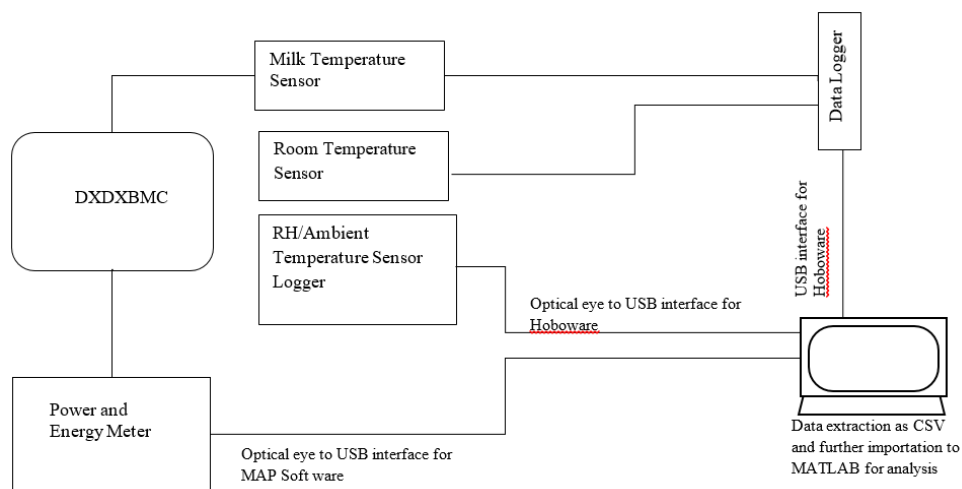 Milk Temperature
Sensor
Data Logger
Room Temperature
Sensor
DXDXBMC
RH/Ambient
Temperature Sensor
Logger
USB interface for
Hoboware
Optical eye to USB interface for
Hoboware
Power and
Energy Meter
Optical eye to USB interface for
MAP Soft ware
Data extraction as CSV
and further importation to
MATLAB for analysis